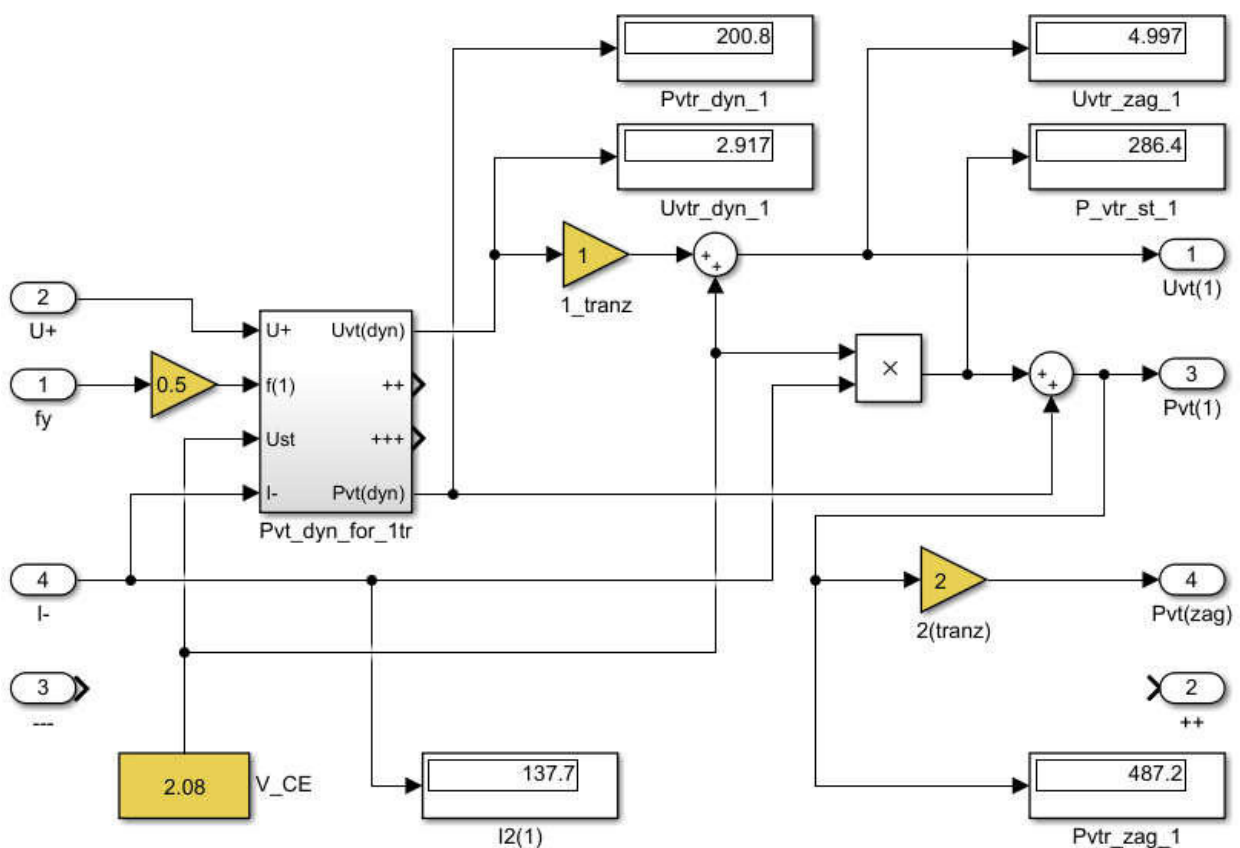 200.8
Pvtr_dyn_1
4.997
Uvtr_zag_1
2.917
Uvtr_dyn_1
286.4
P_vtr_st_1
1
1_tranz
+
+
1
Uvt(1)
2
U+
1
fy
0.5
U+
f(1)
Ust
I-
Uvt(dyn)
++
+++
Pvt(dyn)
Pvt_dyn_for_1tr
×
+
+
3
Pvt(1)
4
I-
2
2(tranz)
4
Pvt(zag)
3
---
2
++
2.08
V_CE
137.7
I2(1)
487.2
Pvtr_zag_1